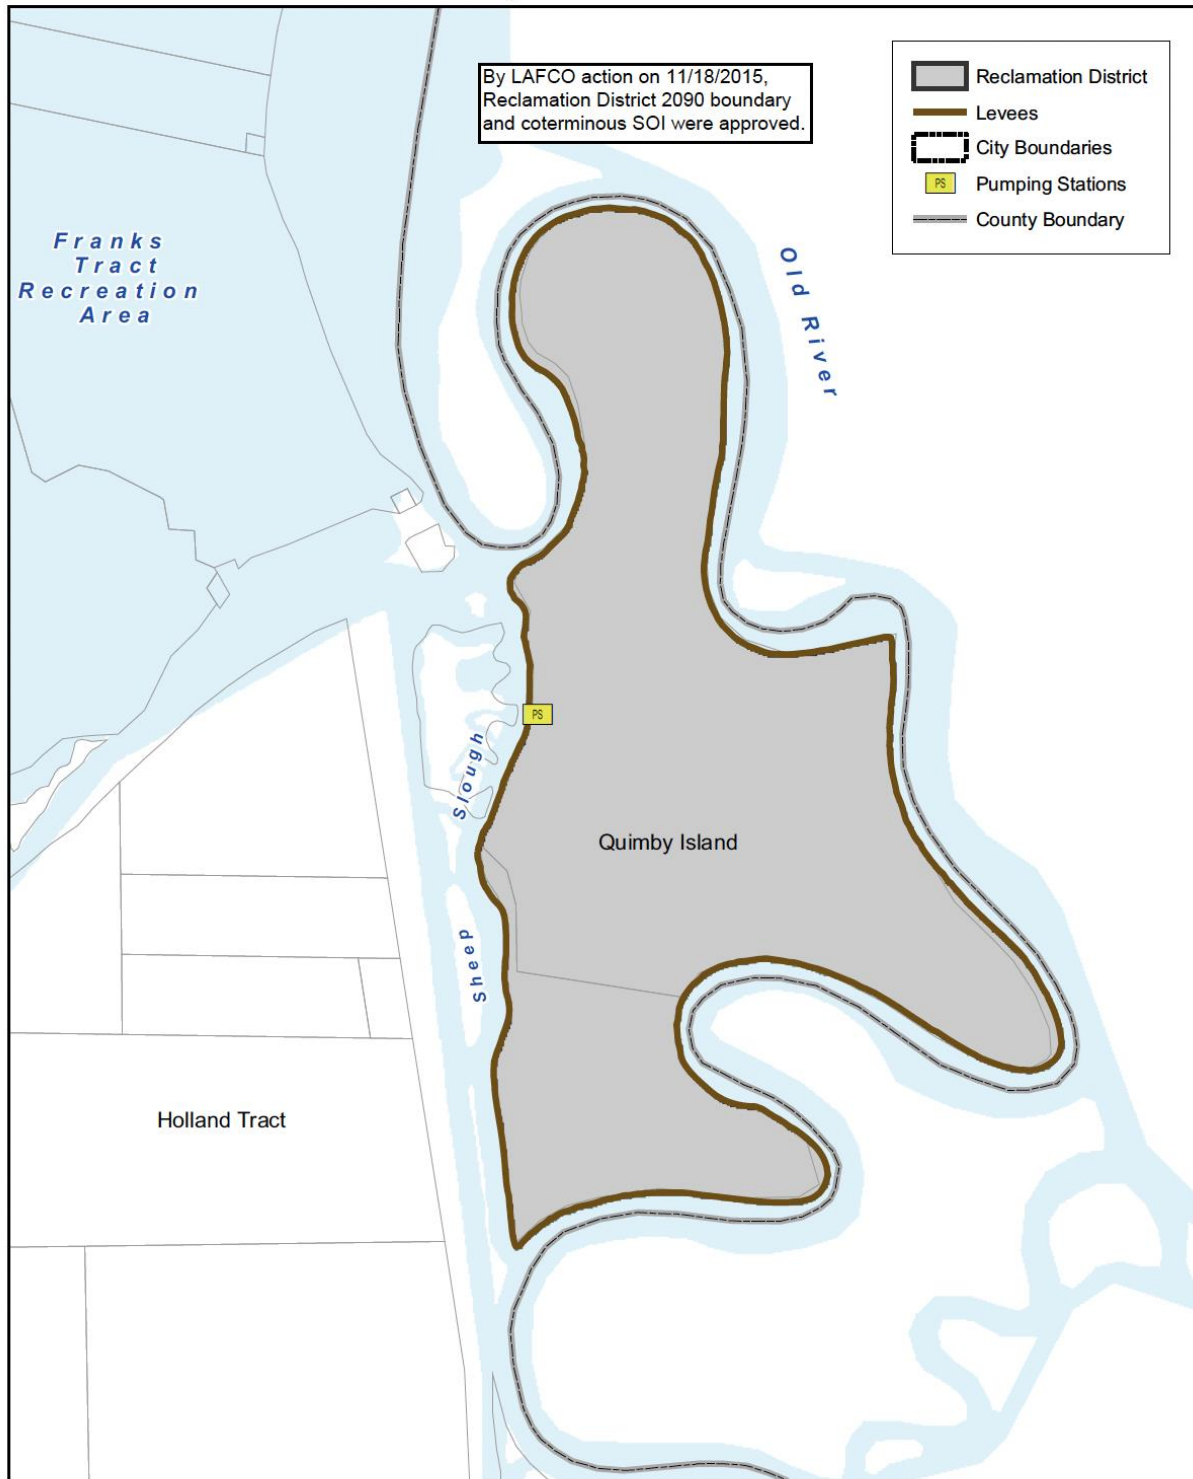 By LAFCO action on 11/18/2015,
Reclamation District 2090 boundary
and coterminous SOI were approved.
Reclamation District
Levees
City Boundaries
PS
Pumping Stations
County Boundary
Franks
Tract
Recreation
Area
Old River
PS
Sheep Slough
Quimby Island
Holland Tract